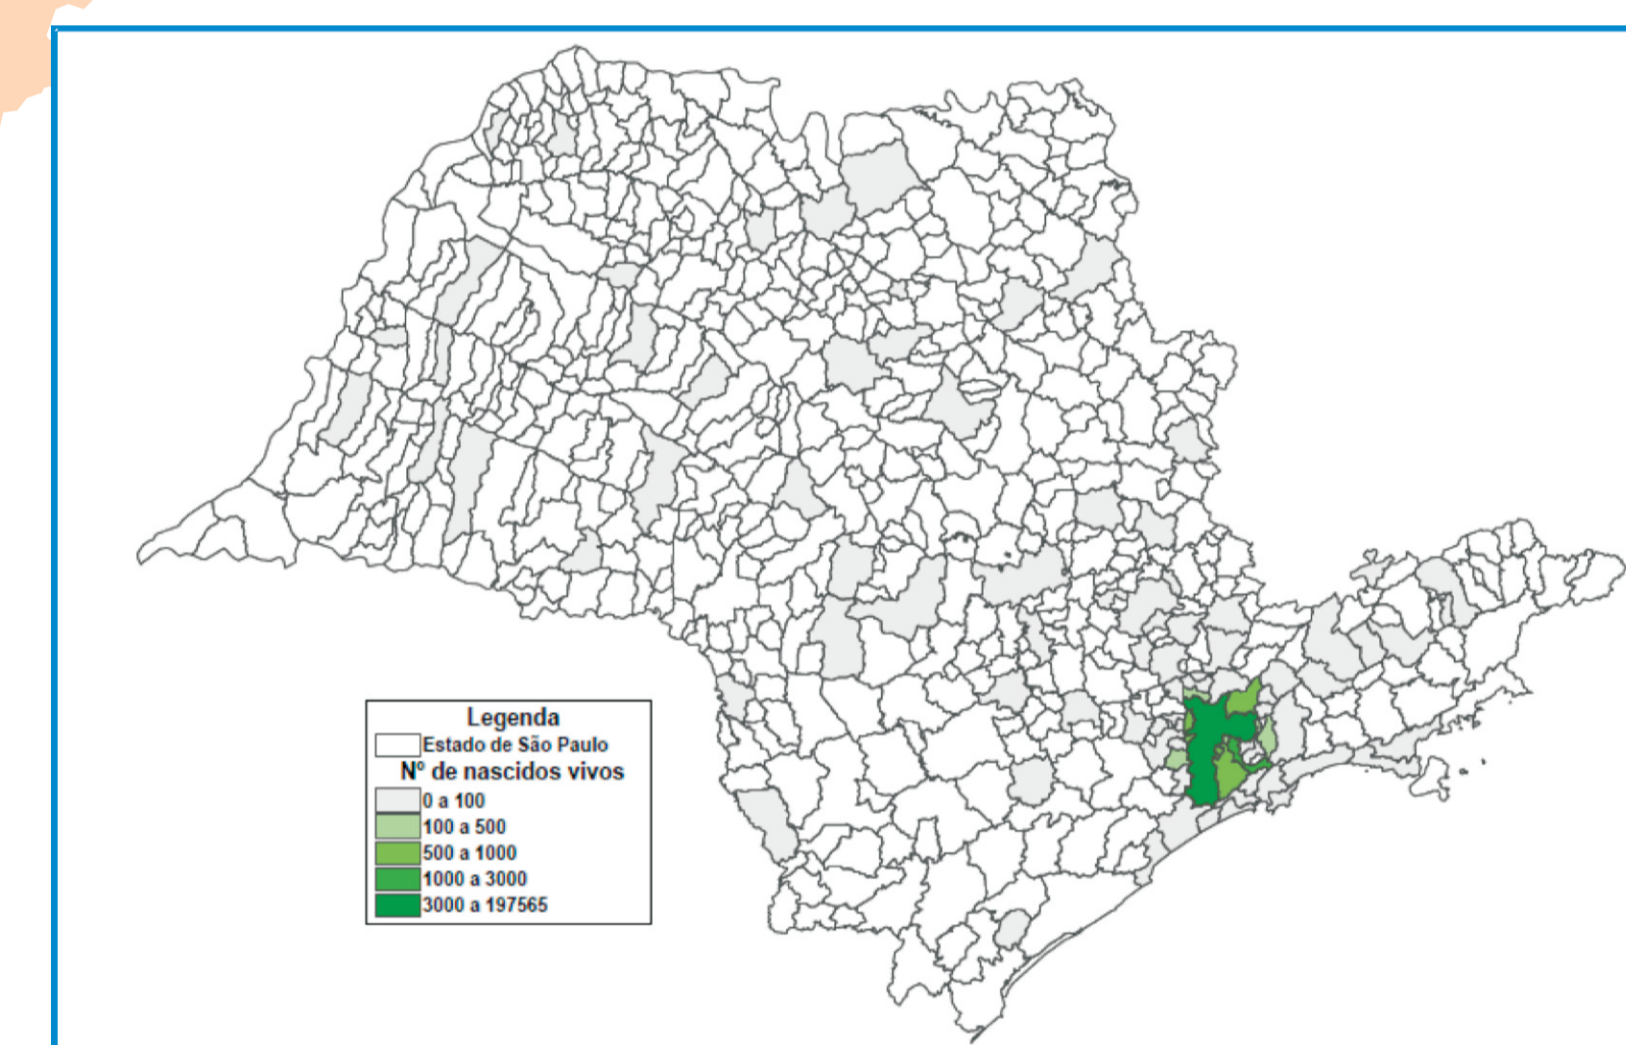 Legenda
Estado de São Paulo
Nº de nascidos vivos
0 a 100
100 a 500
500 a 1000
1000 a 3000
3000 a 197565